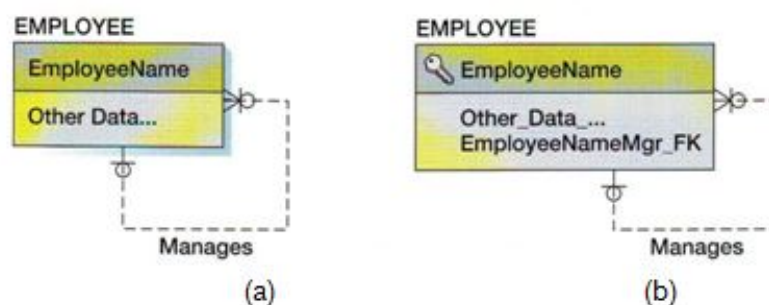 EMPLOYEE
EmployeeName
Other Data...
Manages
(a)
EMPLOYEE
EmployeeName
Other_Data_...
EmployeeNameMgr_FK
Manages
(b)